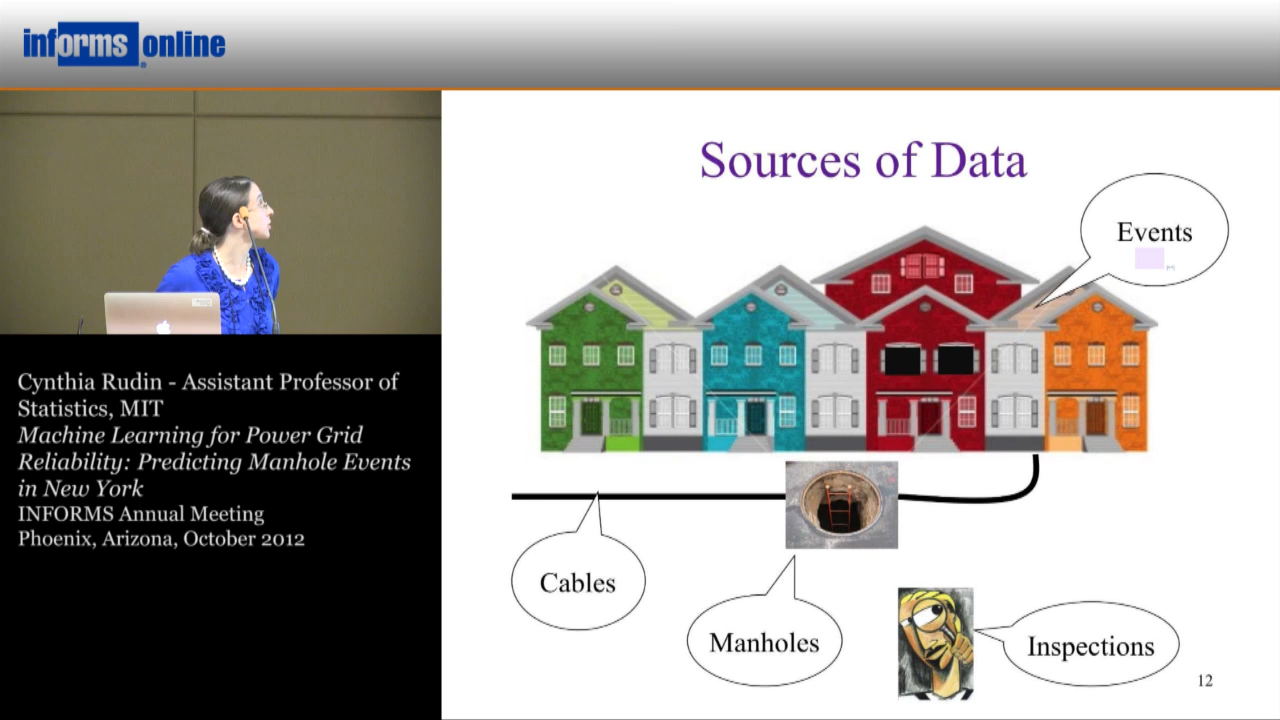 informs online
Sources of Data
Events
Cynthia Rudin - Assistant Professor of
Statistics, MIT
Machine Learning for Power Grid
Reliability: Predicting Manhole Events
in New York
INFORMS Annual Meeting
Phoenix, Arizona, October 2012
Cables
Manholes
Inspections
12